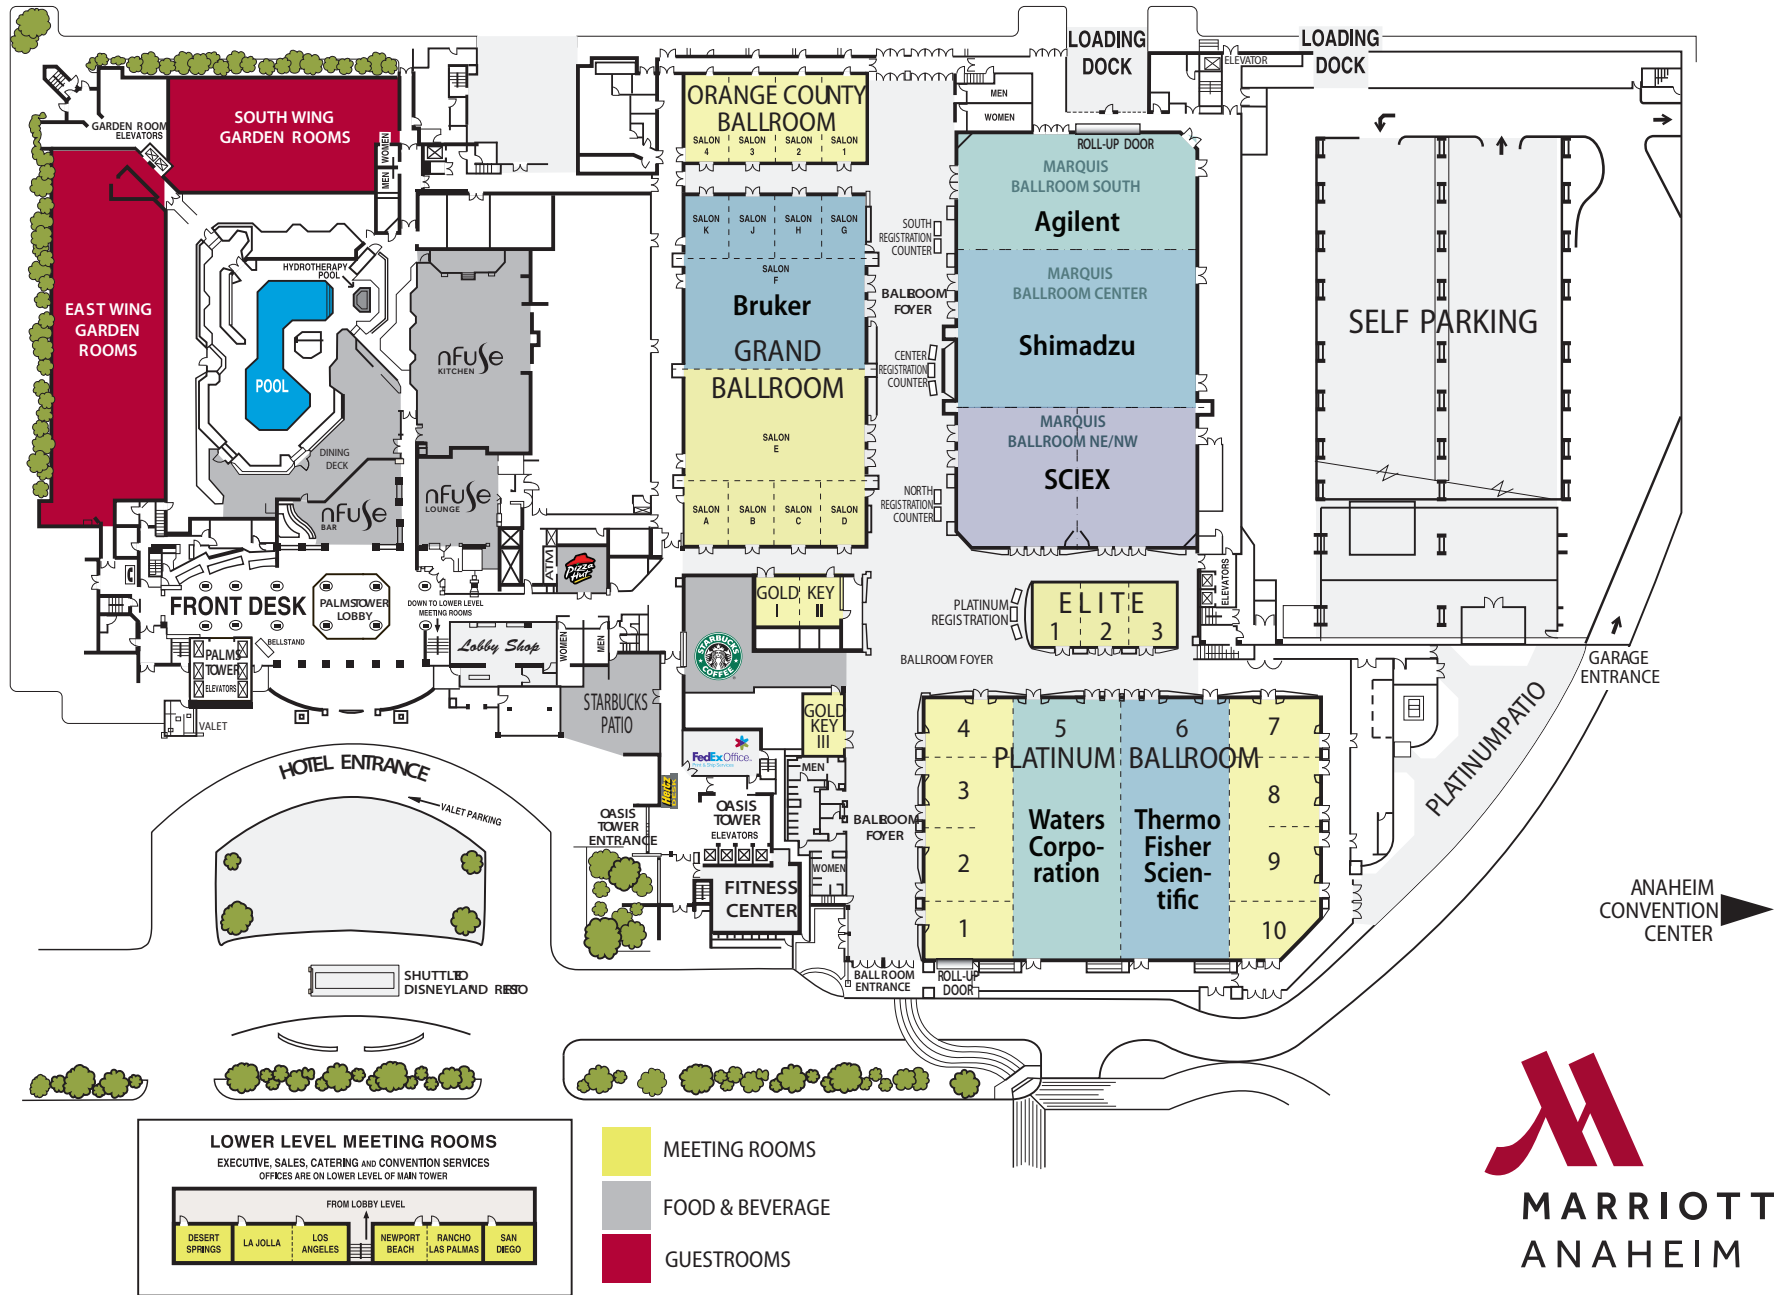 LOADING
DOCK
LOADING
DOCK
ELEVATOR
MEN
WOMEN
ROLL-UP DOOR
SOUTH WING
GARDEN ROOMS
GARDEN ROOM
ELEVATORS
WOMEN
MEN
ORANGE COUNTY
BALLROOM
SALON
4
SALON
3
SALON
2
SALON
1
MARQUIS
BALLROOM SOUTH
Agilent
SALON
K
SALON
J
SALON
H
SALON
G
SOUTH
REGISTRATION
COUNTER
HYDROTHERAPY
POOL
SALON
F
MARQUIS
BALLROOM CENTER
BALLROOM
FOYER
Bruker
EAST WING
GARDEN
ROOMS
SELF PARKING
Shimadzu
nFuse
KITCHEN
GRAND
BALLROOM
CENTER
REGISTRATION
COUNTER
POOL
MARQUIS
BALLROOM NE/NW
SCIEX
SALON
E
DINING
DECK
nFuse
BAR
nFuse
LOUNGE
NORTH
REGISTRATION
COUNTER
SALON
A
SALON
B
SALON
C
SALON
D
ATM
Pizza
Hut
ELEVATORS
FRONT DESK
PALMS TOWER
LOBBY
DOWN TO LOWER LEVEL
MEETING ROOMS
GOLD KEY
I II
PLATINUM
REGISTRATION
ELITE
1 2 3
BELLSTAND
Lobby Shop
WOMEN
MEN
STARBUCKS
COFFEE
PALMS
TOWER
ELEVATORS
BALLROOM FOYER
GARAGE
ENTRANCE
STARBUCKS
PATIO
VALET
GOLD
KEY
III
4 5 6 7
PLATINUM BALLROOM
PLATINUM PATIO
FedEx Office
HOTEL ENTRANCE
VALET PARKING
MEN
Hertz
DESK
3
8
OASIS
TOWER
ENTRANCE
OASIS
TOWER
ELEVATORS
BALLROOM
FOYER
Waters
Corpo-
ration
Thermo
Fisher
Scien-
tific
2
9
WOMEN
FITNESS
CENTER
1
10
ANAHEIM
CONVENTION
CENTER
SHUTTLE TO
DISNEYLAND RESTO
BALLROOM
ENTRANCE
ROLL-UP
DOOR
LOWER LEVEL MEETING ROOMS
EXECUTIVE, SALES, CATERING AND CONVENTION SERVICES
OFFICES ARE ON LOWER LEVEL OF MAIN TOWER
FROM LOBBY LEVEL
DESERT
SPRINGS
LA JOLLA
LOS
ANGELES
NEWPORT
BEACH
RANCHO
LAS PALMAS
SAN
DIEGO
MEETING ROOMS
FOOD & BEVERAGE
GUESTROOMS
MARRIOTT
ANAHEIM